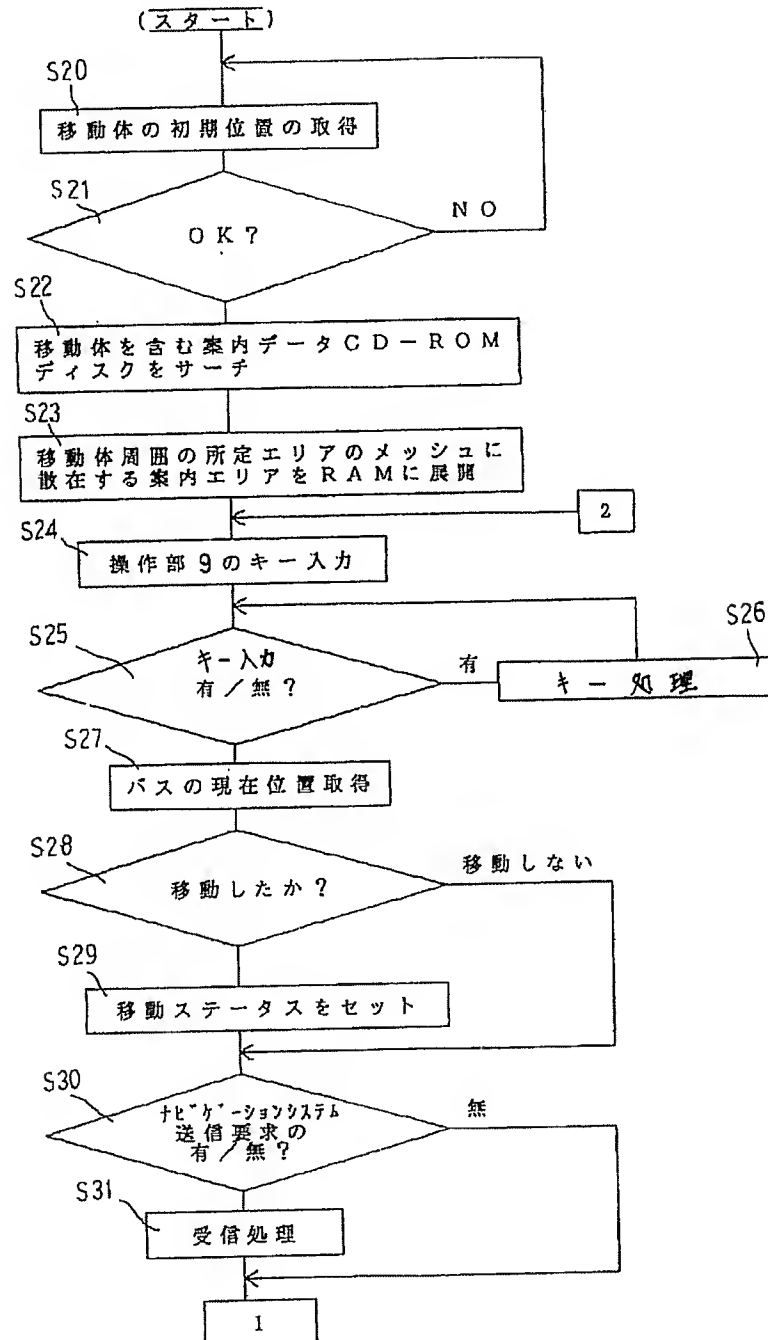 (スタート)
S20
移動体の初期位置の取得
S21
OK?
NO
S22
移動体を含む案内データCD-ROM
ディスクをサーチ
S23
移動体周囲の所定エリアのメッシュに
散在する案内エリアをRAMに展開
2
S24
操作部9のキー入力
S25
キー入力
有/無?
有
S26
キー処理
S27
バスの現在位置取得
S28
移動したか?
移動しない
S29
移動ステータスをセット
S30
ナビゲーションシステム
送信要求の
有/無?
無
S31
受信処理
1